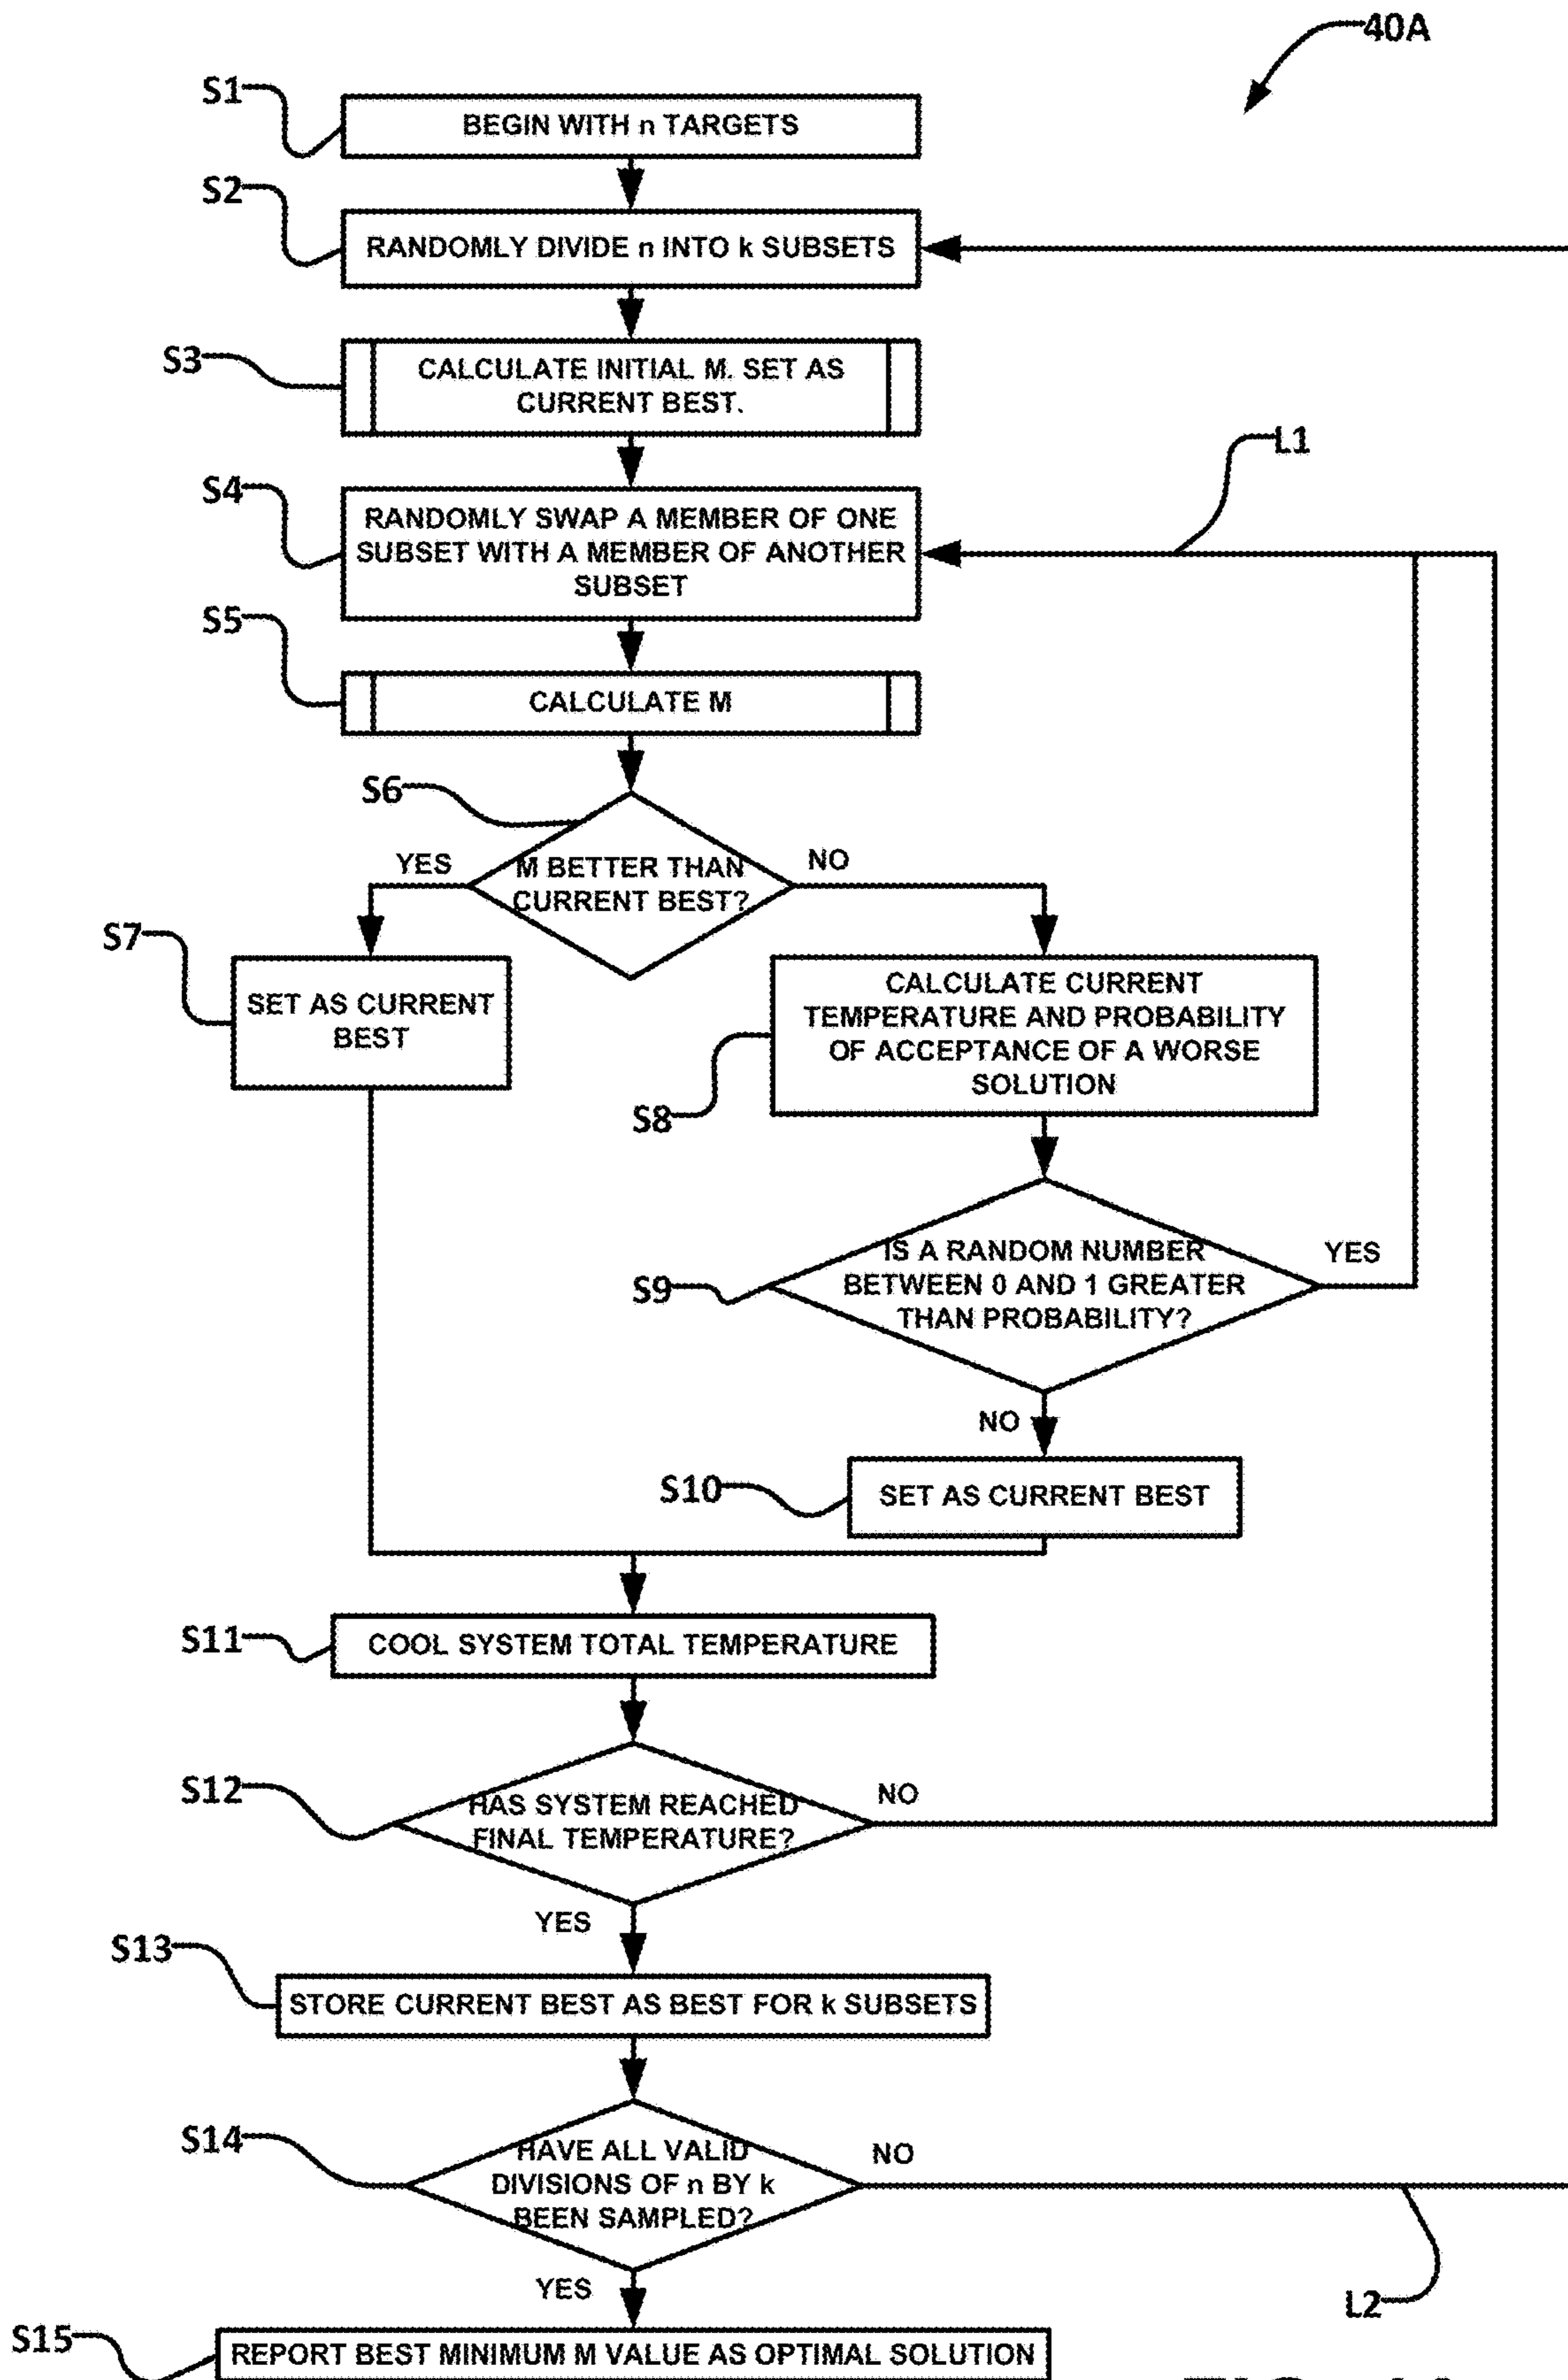 40A
S1
BEGIN WITH n TARGETS
S2
RANDOMLY DIVIDE n INTO k SUBSETS
S3
CALCULATE INITIAL M. SET AS
CURRENT BEST.
L1
S4
RANDOMLY SWAP A MEMBER OF ONE
SUBSET WITH A MEMBER OF ANOTHER
SUBSET
S5
CALCULATE M
S6
YES
M BETTER THAN
CURRENT BEST?
NO
S7
SET AS CURRENT
BEST
CALCULATE CURRENT
TEMPERATURE AND PROBABILITY
OF ACCEPTANCE OF A WORSE
SOLUTION
S8
IS A RANDOM NUMBER
BETWEEN 0 AND 1 GREATER
THAN PROBABILITY?
YES
S9
NO
S10
SET AS CURRENT BEST
S11
COOL SYSTEM TOTAL TEMPERATURE
S12
HAS SYSTEM REACHED
FINAL TEMPERATURE?
NO
YES
S13
STORE CURRENT BEST AS BEST FOR k SUBSETS
S14
HAVE ALL VALID
DIVISIONS OF n BY k
BEEN SAMPLED?
NO
YES
L2
S15
REPORT BEST MINIMUM M VALUE AS OPTIMAL SOLUTION